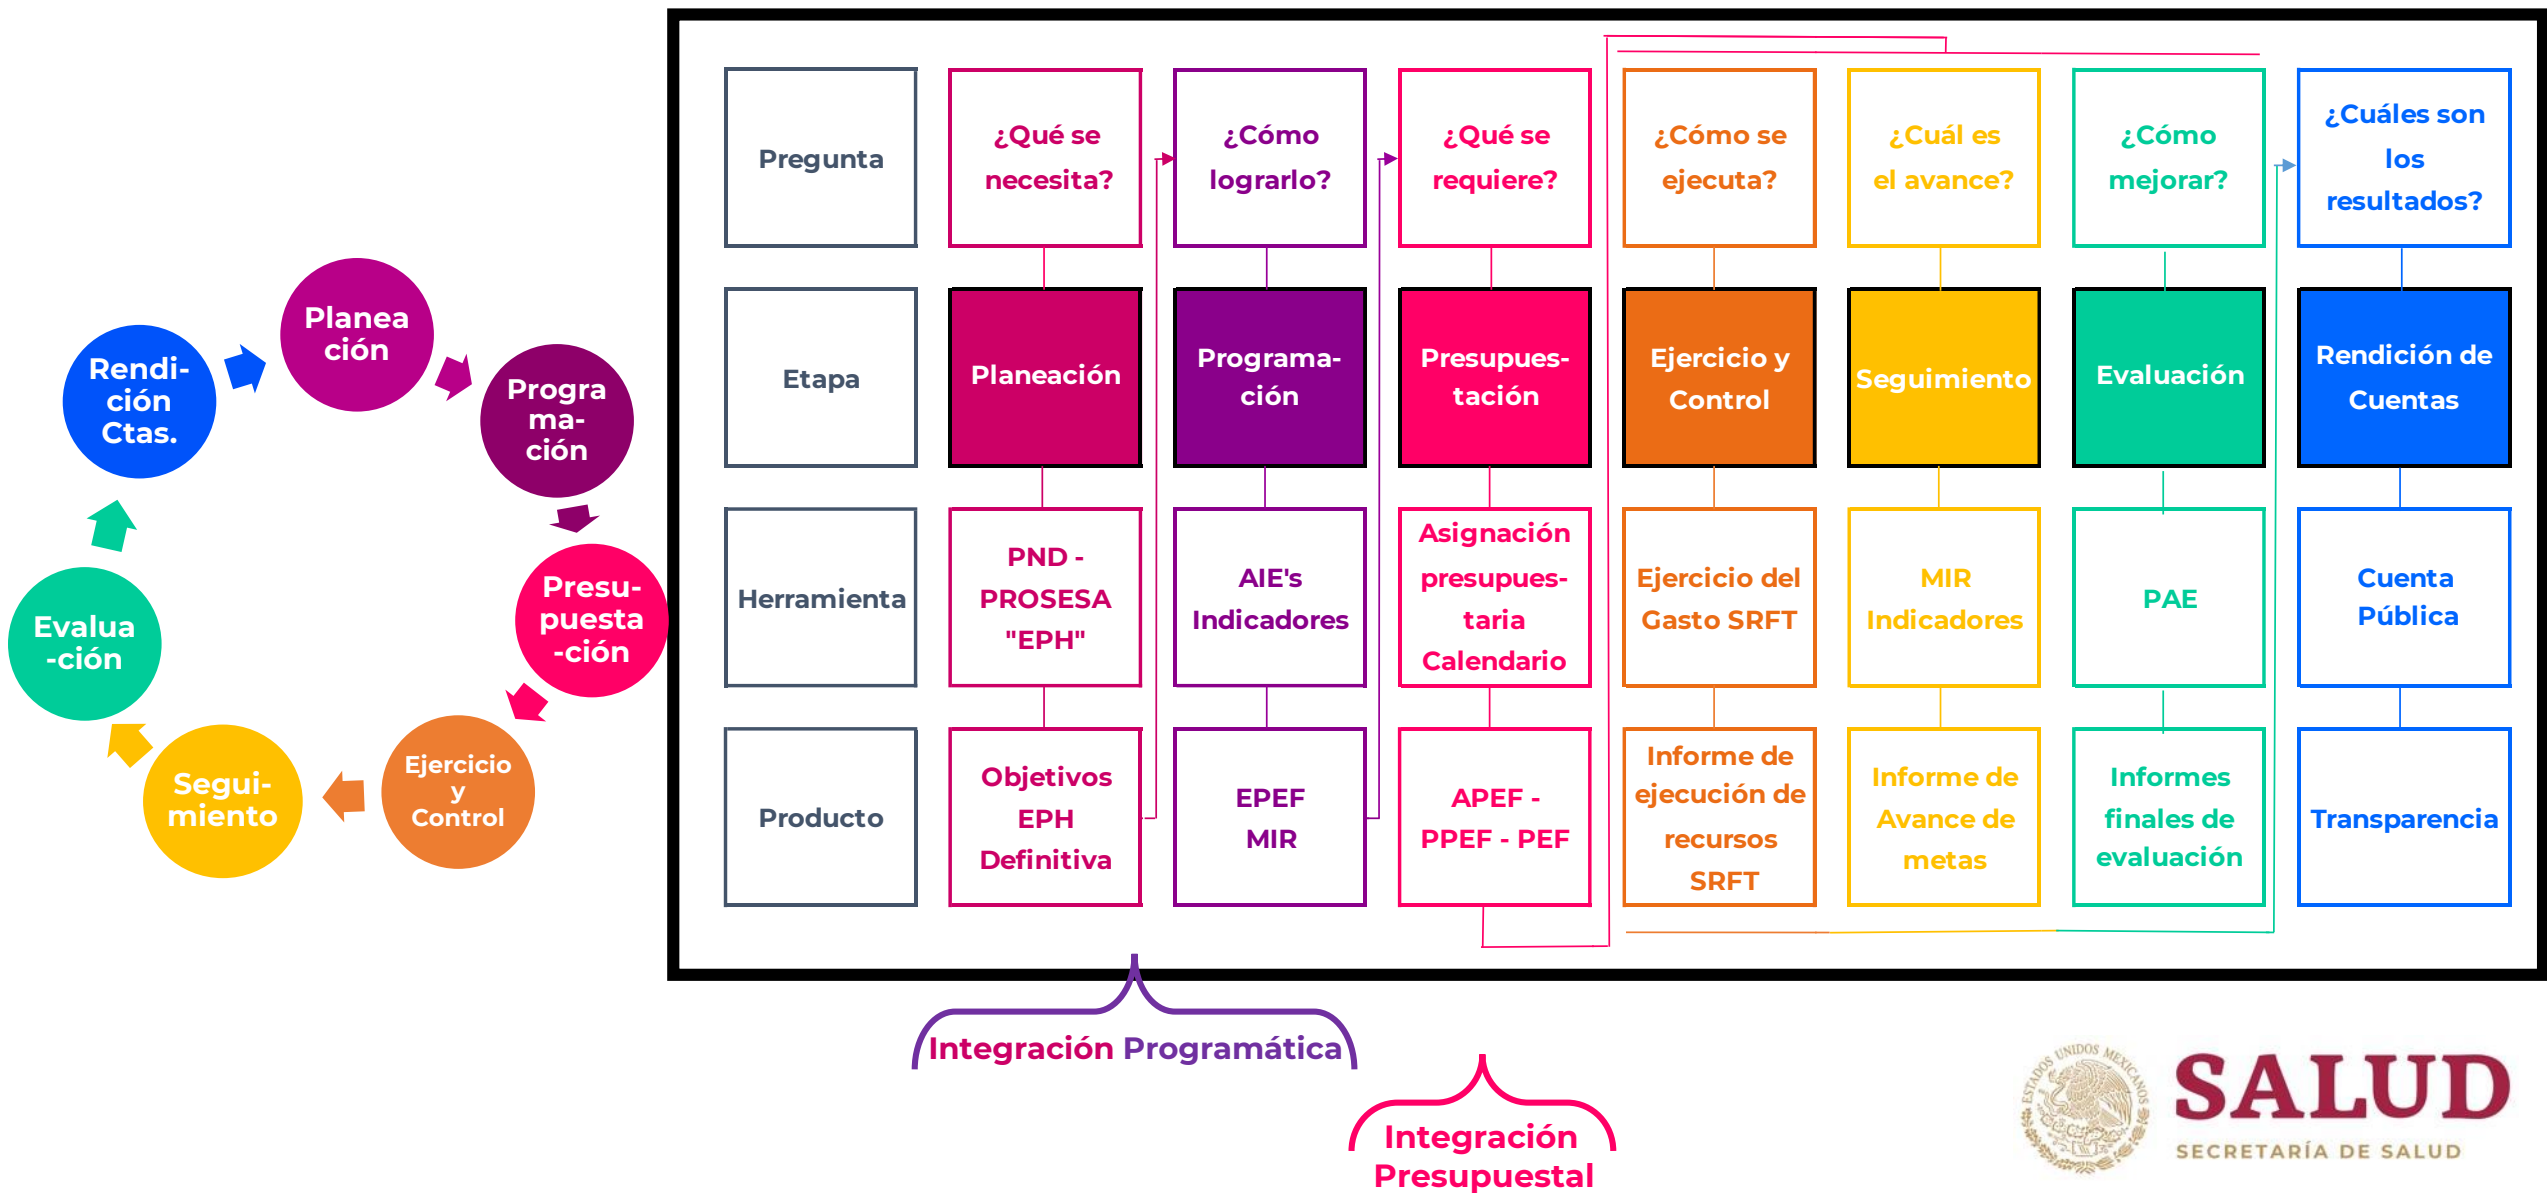 Planea
ción
Progra
ma-
ción
Presu-
puesta
-ción
Ejercicio
y
Control
Segui-
miento
Evalua
-ción
Rendi-
ción
Ctas.
Pregunta
¿Qué se
necesita?
¿Cómo
lograrlo?
¿Qué se
requiere?
¿Cómo se
ejecuta?
¿Cuál es
el avance?
¿Cómo
mejorar?
¿Cuáles son
los
resultados?
Etapa
Planeación
Programa-
ción
Presupues-
tación
Ejercicio y
Control
Seguimiento
Evaluación
Rendición de
Cuentas
Herramienta
PND -
PROSESA
"EPH"
AIE's
Indicadores
Asignación
presupues-
taria
Calendario
Ejercicio del
Gasto SRFT
MIR
Indicadores
PAE
Cuenta
Pública
Producto
Objetivos
EPH
Definitiva
EPEF
MIR
APEF -
PPEF - PEF
Informe de
ejecución de
recursos
SRFT
Informe de
Avance de
metas
Informes
finales de
evaluación
Transparencia
Integración Programática
Integración
Presupuestal
ESTADOS UNIDOS MEXICANOS
SALUD
SECRETARÍA DE SALUD